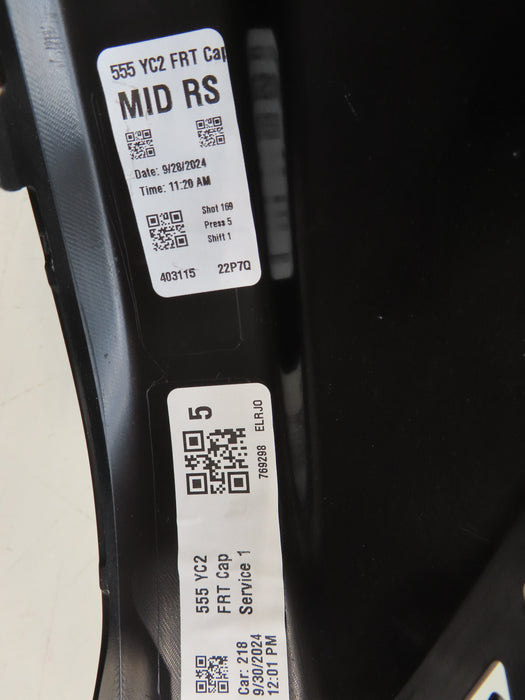 555 YC2 FRT Cap
MID RS
Date: 9/28/2024
Time: 11:20 AM
Shot 169
Press 5
Shift 1
403115 22P7Q
5
769298 ELRJO
555 YC2
FRT Cap
Service 1
Car: 218
9/30/2024
12:01 PM